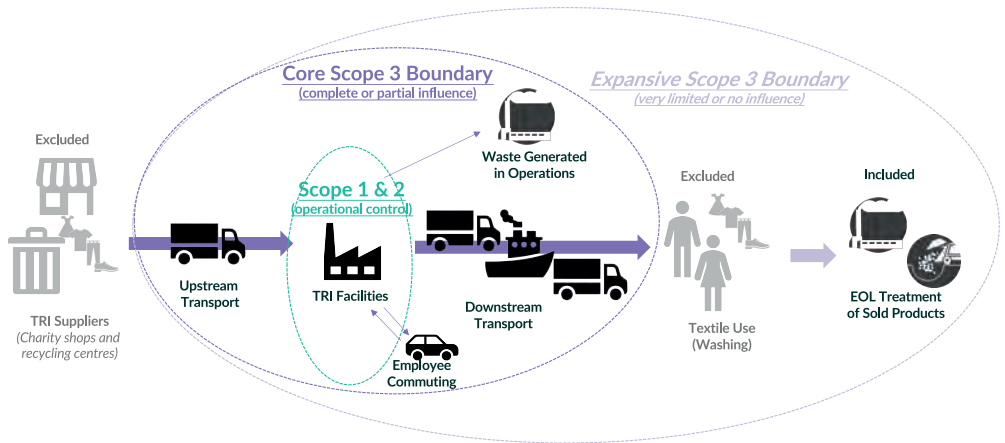 Core Scope 3 Boundary
(complete or partial influence)
Expansive Scope 3 Boundary
(very limited or no influence)
Excluded
TRI Suppliers
(Charity shops and
recycling centres)
Upstream
Transport
Scope 1 & 2
(operational control)
TRI Facilities
Employee
Commuting
Waste Generated
in Operations
Downstream
Transport
Excluded
Textile Use
(Washing)
Included
EOL Treatment
of Sold Products